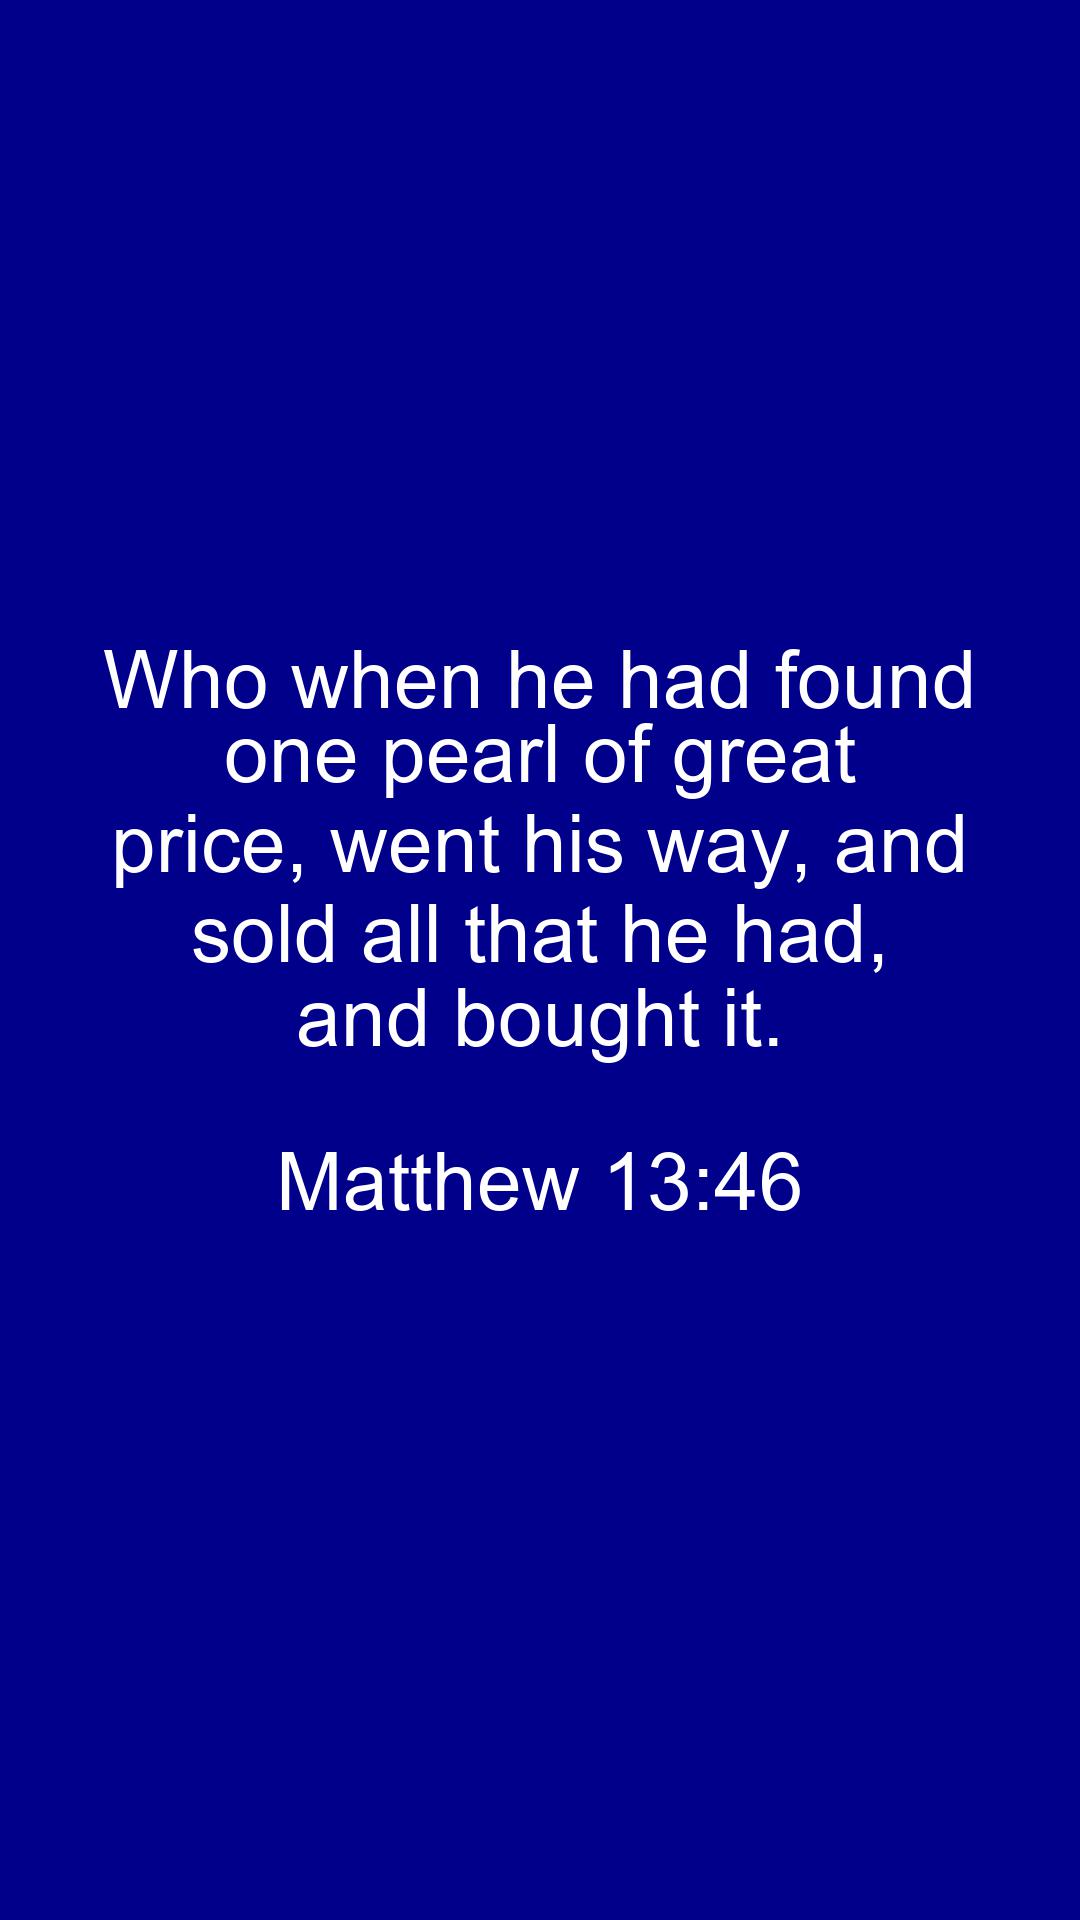 Who when he had found
one pearl of great
price, went his way, and
sold all that he had,
and bought it.
Matthew 13:46